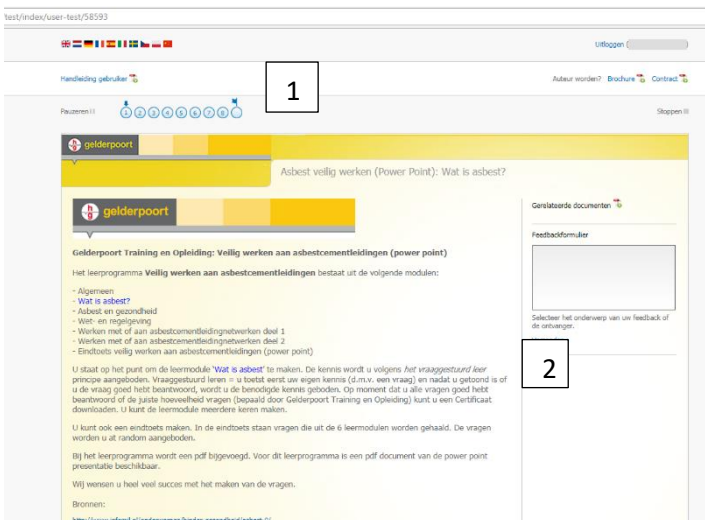 test/index/user-test/58593
Uitloggen (
Handleiding gebruiker
1
Auteur worden? Brochure Contract
Pauzeren II
1 2 3 4 5 6 7 8
Stoppen III
gelderpoort
Asbest veilig werken (Power Point): Wat is asbest?
hg gelderpoort
Gerelateerde documenten
Feedbackformulier
Gelderpoort Training en Opleiding: Veilig werken aan asbestcementleidingen (power point)
Het leerprogramma Veilig werken aan asbestcementleidingen bestaat uit de volgende modulen:
- Algemeen
- Wat is asbest?
- Asbest en gezondheid
- Wet- en regelgeving
- Werken met of aan asbestcementleidingnetwerken deel 1
- Werken met of aan asbestcementleidingnetwerken deel 2
- Eindtoets veilig werken aan asbestcementleidingen (power point)
Selecteer het onderwerp van uw feedback of
de ontvanger.
2
U staat op het punt om de leermodule 'Wat is asbest' te maken. De kennis wordt u volgens het vraaggestuurd leer
principe aangeboden. Vraaggestuurd leren = u toetst eerst uw eigen kennis (d.m.v. een vraag) en nadat u getoond is of
u de vraag goed hebt beantwoord, wordt u de benodigde kennis geboden. Op moment dat u alle vragen goed hebt
beantwoord of de juiste hoeveelheid vragen (bepaald door Gelderpoort Training en Opleiding) kunt u een Certificaat
downloaden. U kunt de leermodule meerdere keren maken.
U kunt ook een eindtoets maken. In de eindtoets staan vragen die uit de 6 leermodulen worden gehaald. De vragen
worden u at random aangeboden.
Bij het leerprogramma wordt een pdf bijgevoegd. Voor dit leerprogramma is een pdf document van de power point
presentatie beschikbaar.
Wij wensen u heel veel succes met het maken van de vragen.
Bronnen: